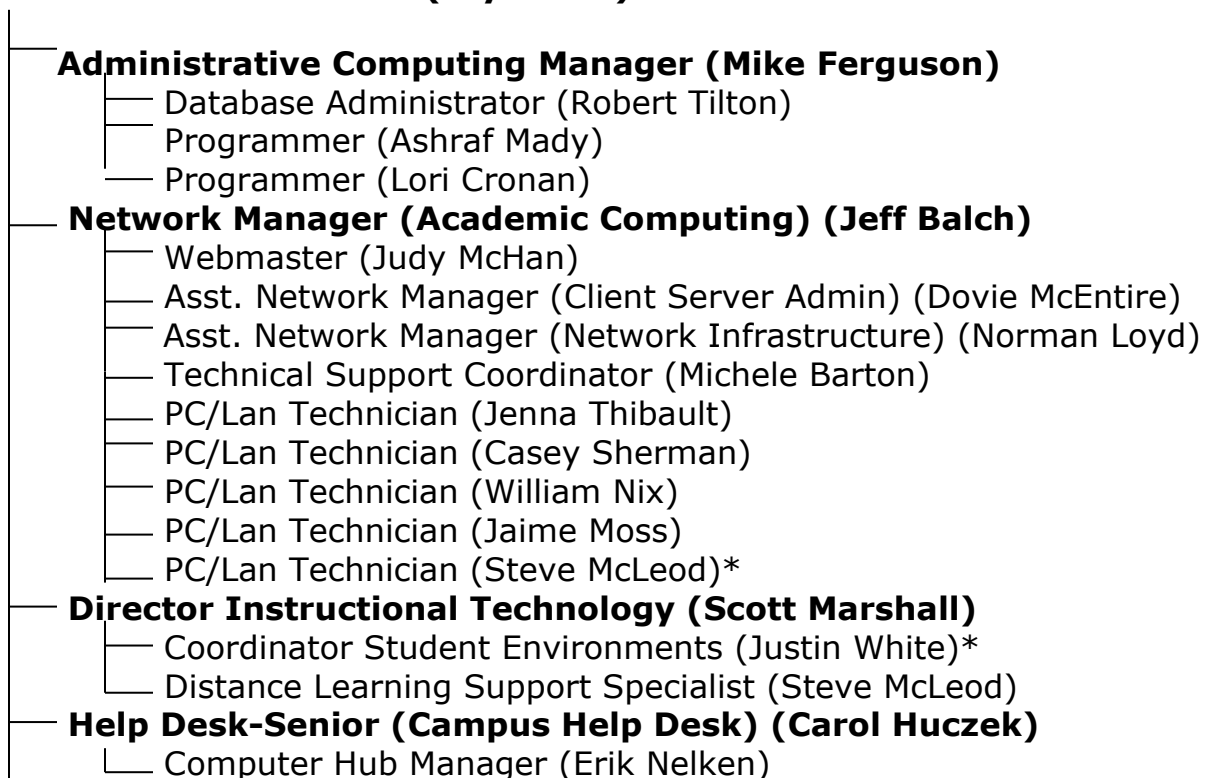 Administrative Computing Manager (Mike Ferguson)
Database Administrator (Robert Tilton)
Programmer (Ashraf Mady)
Programmer (Lori Cronan)
Network Manager (Academic Computing) (Jeff Balch)
Webmaster (Judy McHan)
Asst. Network Manager (Client Server Admin) (Dovie McEntire)
Asst. Network Manager (Network Infrastructure) (Norman Loyd)
Technical Support Coordinator (Michele Barton)
PC/Lan Technician (Jenna Thibault)
PC/Lan Technician (Casey Sherman)
PC/Lan Technician (William Nix)
PC/Lan Technician (Jaime Moss)
PC/Lan Technician (Steve McLeod)*
Director Instructional Technology (Scott Marshall)
Coordinator Student Environments (Justin White)*
Distance Learning Support Specialist (Steve McLeod)
Help Desk-Senior (Campus Help Desk) (Carol Huczek)
Computer Hub Manager (Erik Nelken)